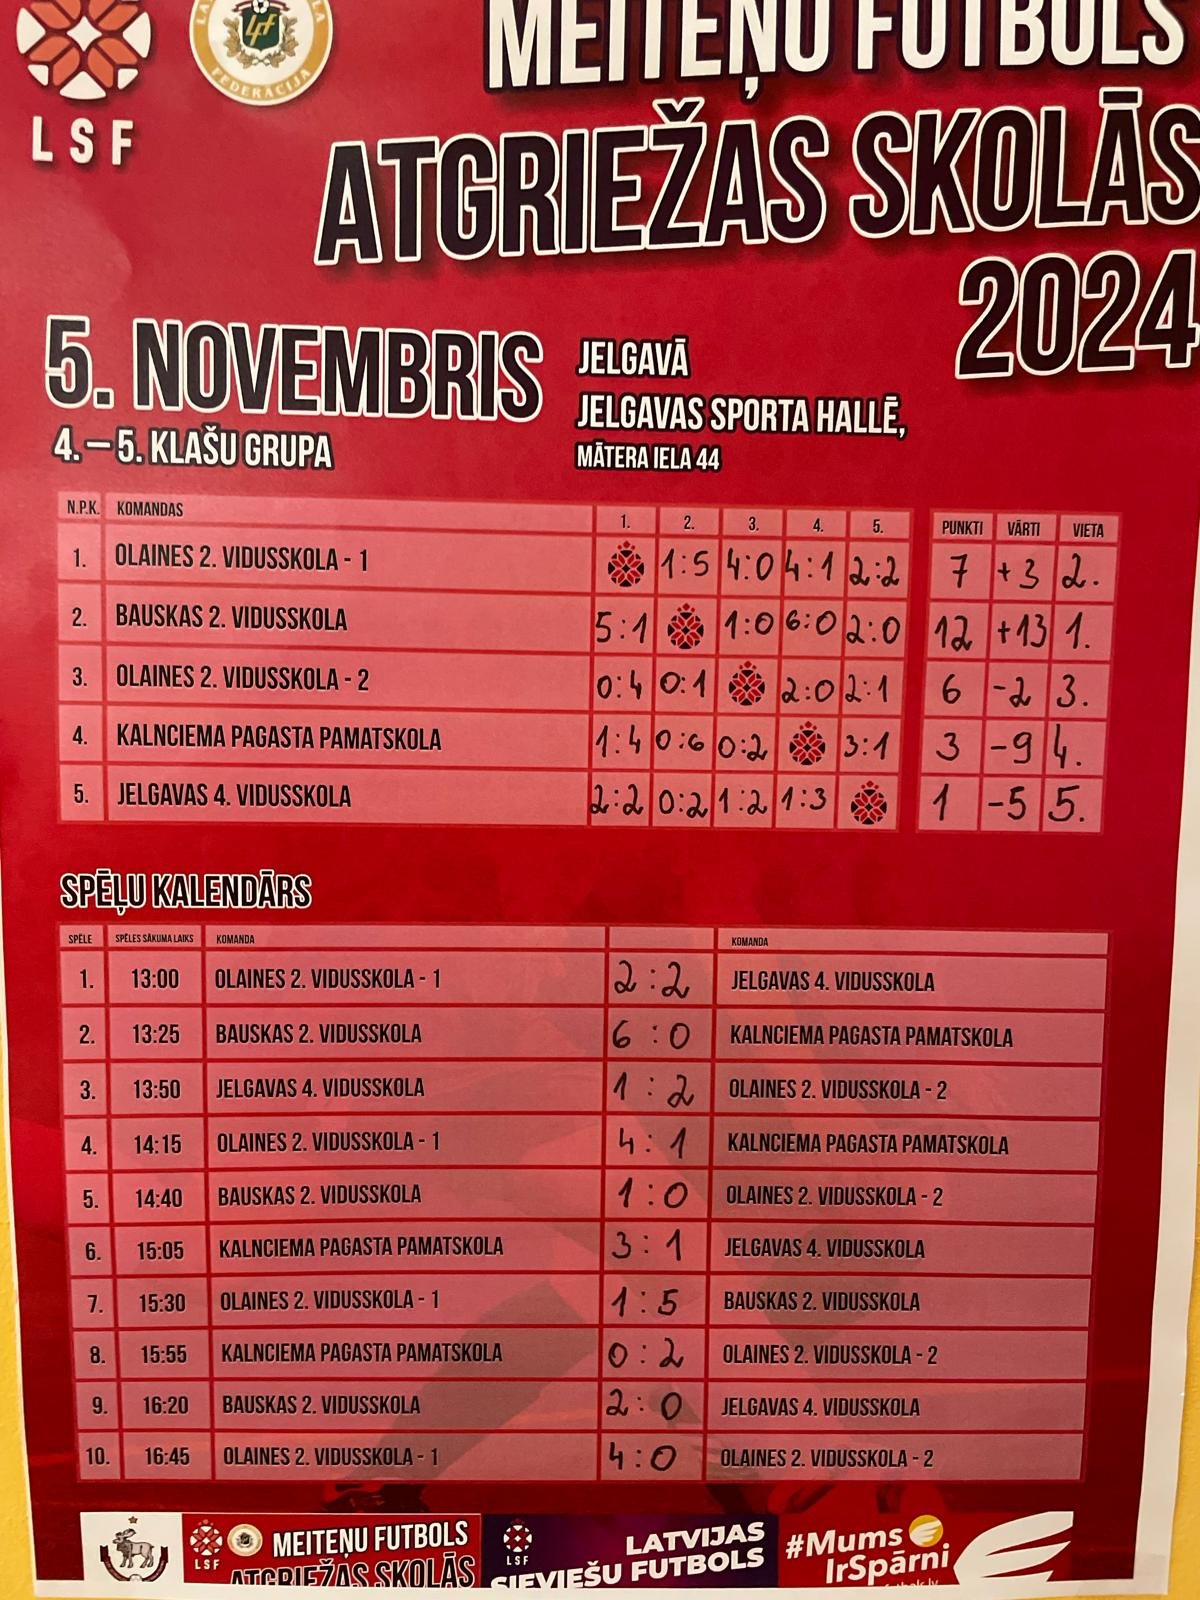 LSF
FEDERĀCIJA
MEITEŅU FUTBOLS
ATGRIEŽAS SKOLĀS
2024
5. NOVEMBRIS
4. – 5. KLAŠU GRUPA
JELGAVĀ
JELGAVAS SPORTA HALLĒ,
MĀTERA IELA 44
N.P.K. KOMANDAS 1. 2. 3. 4. 5. PUNKTI VĀRTI VIETA
1. OLAINES 2. VIDUSSKOLA - 1 1:5 4:0 4:1 2:2 7 +3 2.
2. BAUSKAS 2. VIDUSSKOLA 5:1 1:0 6:0 2:0 12 +13 1.
3. OLAINES 2. VIDUSSKOLA - 2 0:4 0:1 2:0 2:1 6 -2 3.
4. KALNCIEMA PAGASTA PAMATSKOLA 1:4 0:6 0:2 3:1 3 -9 4.
5. JELGAVAS 4. VIDUSSKOLA 2:2 0:2 1:2 1:3 1 -5 5.
SPĒĻU KALENDĀRS
SPĒLE SPĒLES SĀKUMA LAIKS KOMANDA KOMANDA
1. 13:00 OLAINES 2. VIDUSSKOLA - 1 2:2 JELGAVAS 4. VIDUSSKOLA
2. 13:25 BAUSKAS 2. VIDUSSKOLA 6:0 KALNCIEMA PAGASTA PAMATSKOLA
3. 13:50 JELGAVAS 4. VIDUSSKOLA 1:2 OLAINES 2. VIDUSSKOLA - 2
4. 14:15 OLAINES 2. VIDUSSKOLA - 1 4:1 KALNCIEMA PAGASTA PAMATSKOLA
5. 14:40 BAUSKAS 2. VIDUSSKOLA 1:0 OLAINES 2. VIDUSSKOLA - 2
6. 15:05 KALNCIEMA PAGASTA PAMATSKOLA 3:1 JELGAVAS 4. VIDUSSKOLA
7. 15:30 OLAINES 2. VIDUSSKOLA - 1 1:5 BAUSKAS 2. VIDUSSKOLA
8. 15:55 KALNCIEMA PAGASTA PAMATSKOLA 0:2 OLAINES 2. VIDUSSKOLA - 2
9. 16:20 BAUSKAS 2. VIDUSSKOLA 2:0 JELGAVAS 4. VIDUSSKOLA
10. 16:45 OLAINES 2. VIDUSSKOLA - 1 4:0 OLAINES 2. VIDUSSKOLA - 2
LSF
MEITEŅU FUTBOLS
ATGRIEŽAS SKOLĀS
LSF
LATVIJAS
SIEVIEŠU FUTBOLS
#Mums
IrSpārni